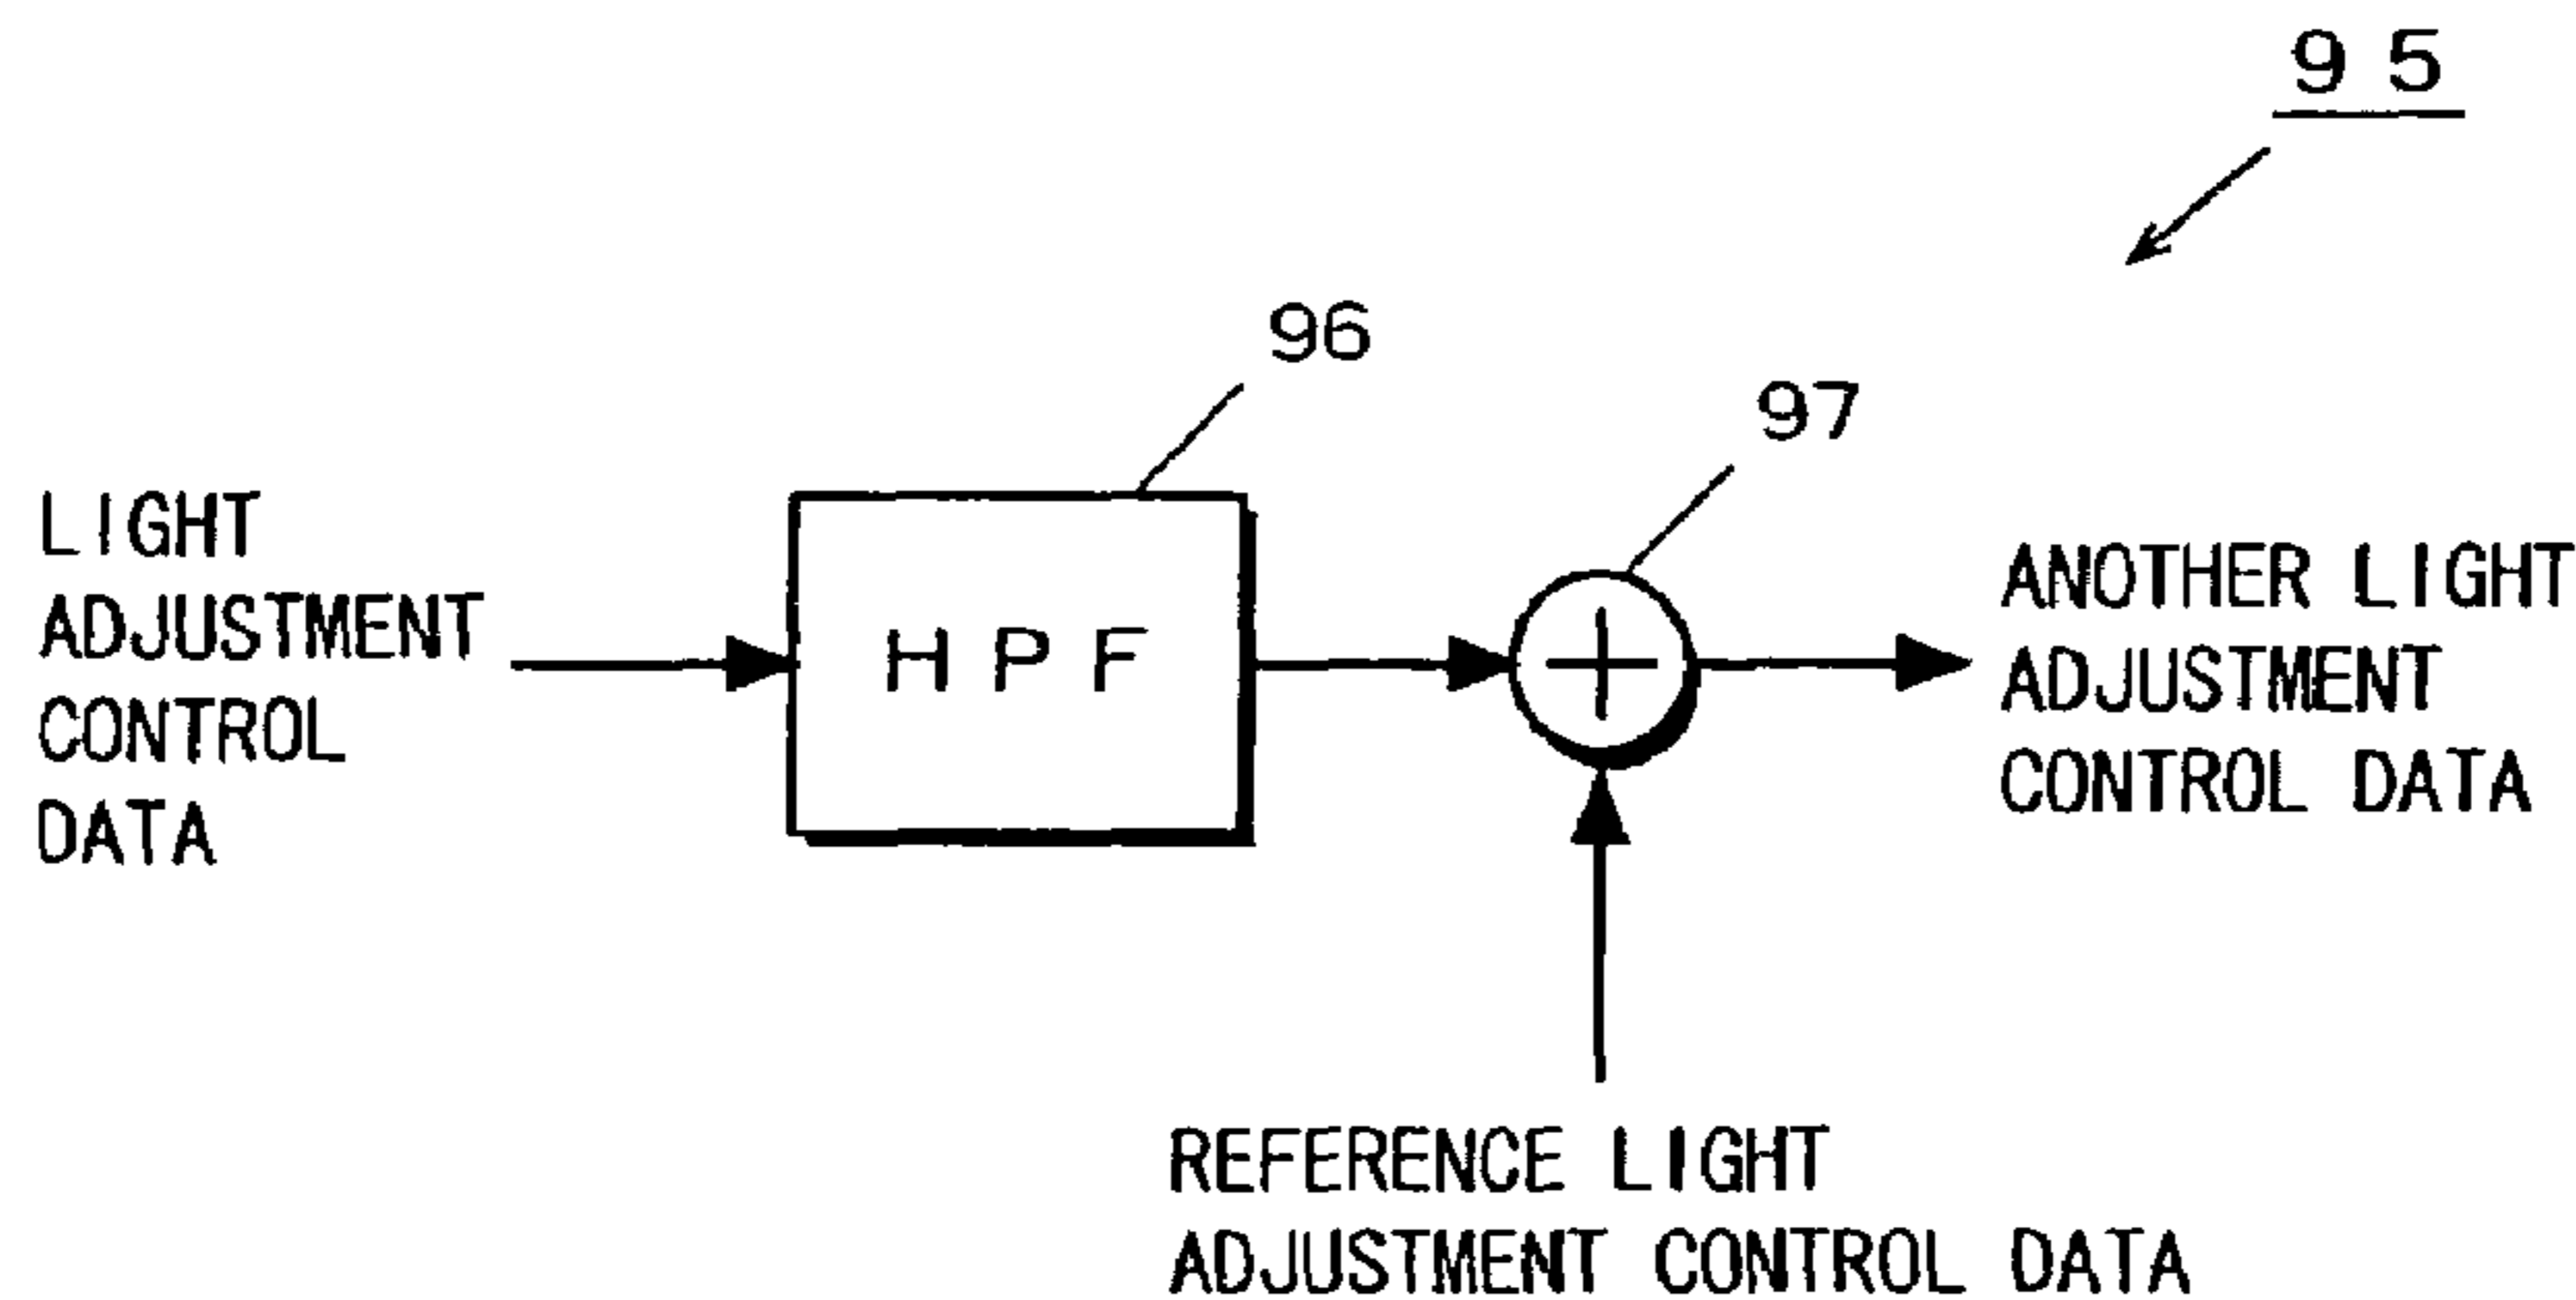 95
96
97
LIGHT
ADJUSTMENT
CONTROL
DATA
HPF
+
ANOTHER LIGHT
ADJUSTMENT
CONTROL DATA
REFERENCE LIGHT
ADJUSTMENT CONTROL DATA